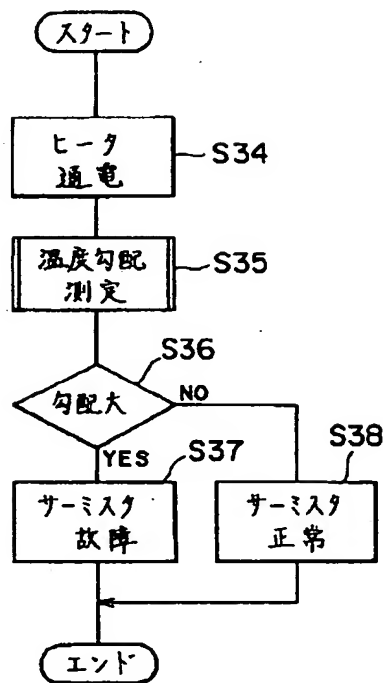 スタート
ヒータ
通電
S34
温度勾配
測定
S35
S36
勾配大
NO
YES
S37
サーミスタ
故障
S38
サーミスタ
正常
エンド